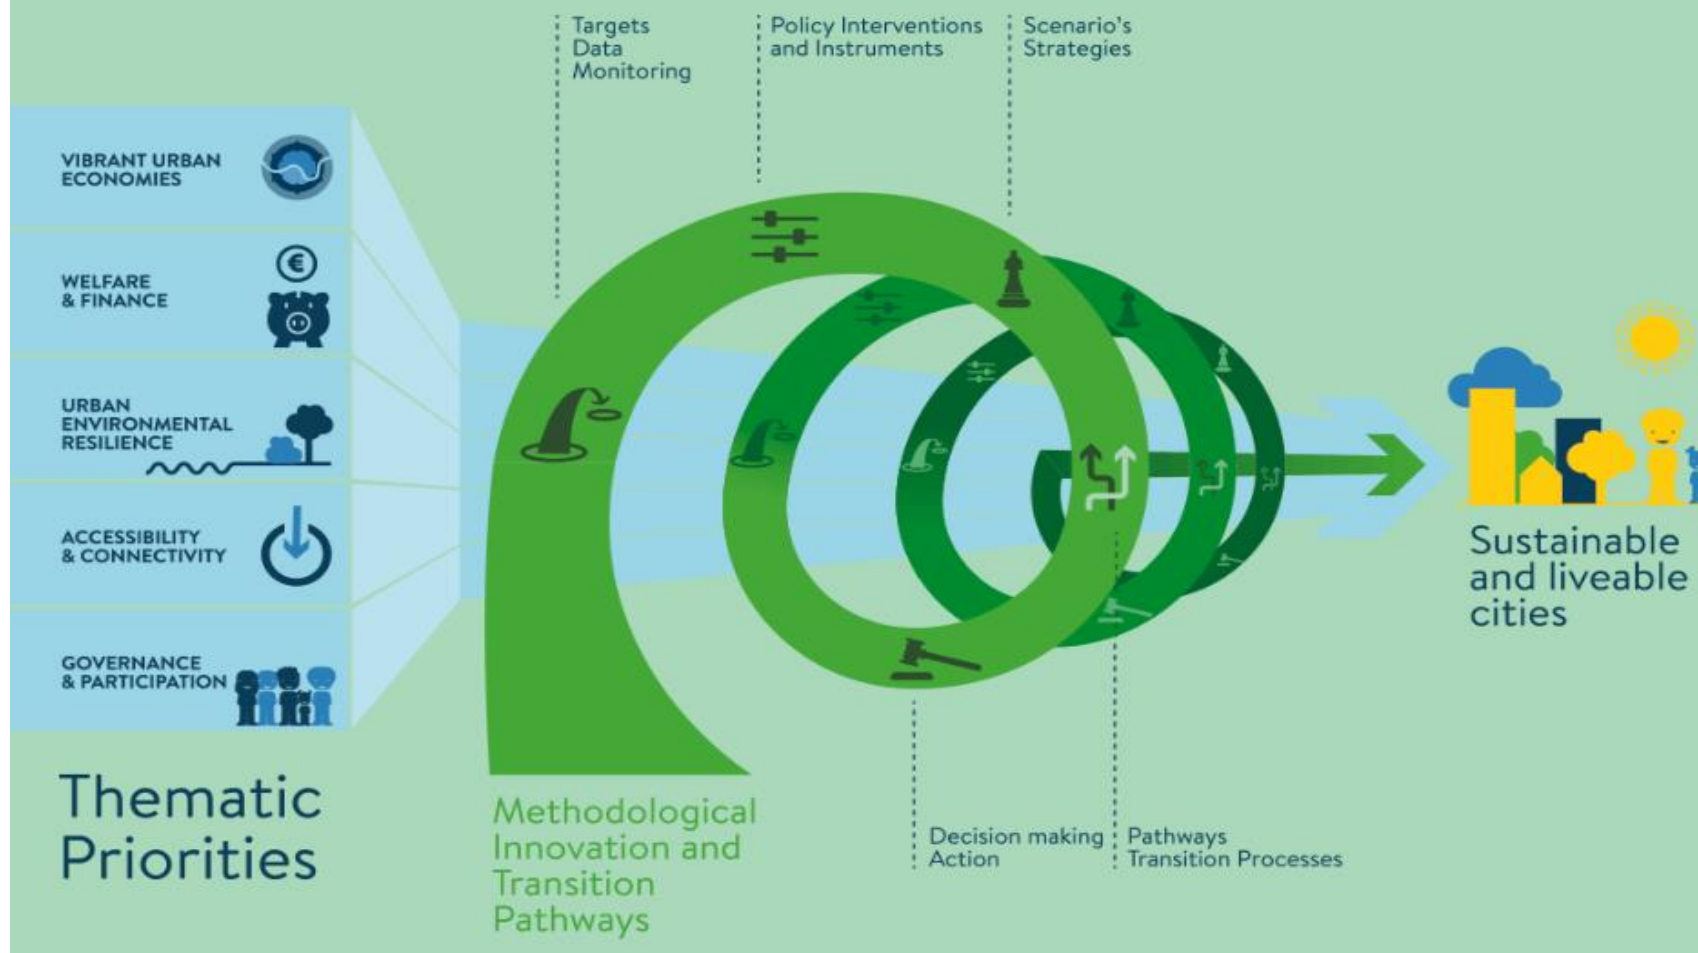 Targets
Data
Monitoring
Policy Interventions
and Instruments
Scenario's
Strategies
VIBRANT URBAN
ECONOMIES
WELFARE
& FINANCE
€
URBAN
ENVIRONMENTAL
RESILIENCE
ACCESSIBILITY
& CONNECTIVITY
GOVERNANCE
& PARTICIPATION
Thematic
Priorities
Methodological
Innovation and
Transition
Pathways
Decision making
Action
Pathways
Transition Processes
Sustainable
and liveable
cities